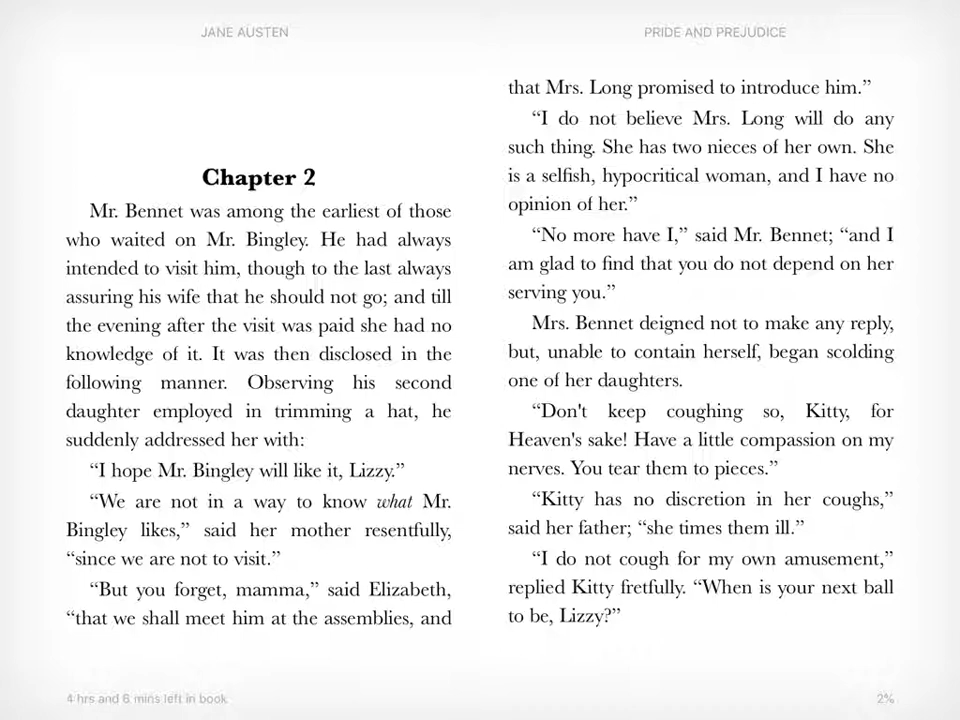 JANE AUSTEN
Chapter 2
Mr. Bennet was among the earliest of those
who waited on Mr. Bingley. He had always
intended to visit him, though to the last always
assuring his wife that he should not go; and till
the evening after the visit was paid she had no
knowledge of it. It was then disclosed in the
following manner. Observing his second
daughter employed in trimming a hat, he
suddenly addressed her with:
“I hope Mr. Bingley will like it, Lizzy.”
“We are not in a way to know what Mr.
Bingley likes,” said her mother resentfully,
“since we are not to visit.”
“But you forget, mamma,” said Elizabeth,
“that we shall meet him at the assemblies, and
4 hrs and 6 mins left in book
PRIDE AND PREJUDICE
that Mrs. Long promised to introduce him.”
“I do not believe Mrs. Long will do any
such thing. She has two nieces of her own. She
is a selfish, hypocritical woman, and I have no
opinion of her.”
“No more have I,” said Mr. Bennet; “and I
am glad to find that you do not depend on her
serving you.”
Mrs. Bennet deigned not to make any reply,
but, unable to contain herself, began scolding
one of her daughters.
“Don't keep coughing so, Kitty, for
Heaven's sake! Have a little compassion on my
nerves. You tear them to pieces.”
“Kitty has no discretion in her coughs,”
said her father; “she times them ill.”
“I do not cough for my own amusement,”
replied Kitty fretfully. “When is your next ball
to be, Lizzy?”
2%